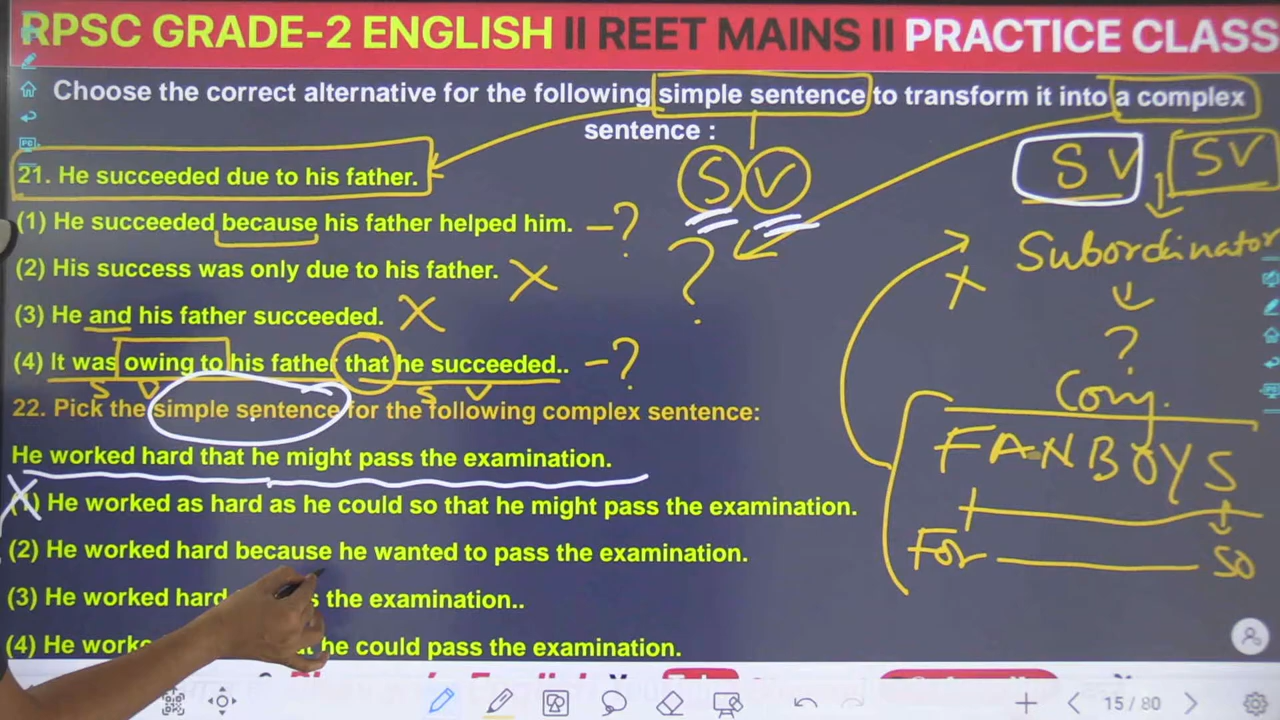 RPSC GRADE-2 ENGLISH II REET MAINS II PRACTICE CLASS
Choose the correct alternative for the following simple sentence to transform it into a complex
sentence :
21. He succeeded due to his father.
(1) He succeeded because his father helped him. –?
(2) His success was only due to his father. X
(3) He and his father succeeded. X
(4) It was owing to his father that he succeeded.. –?
S V S V
22. Pick the simple sentence for the following complex sentence:
He worked hard that he might pass the examination.
(1) He worked as hard as he could so that he might pass the examination.
(2) He worked hard because he wanted to pass the examination.
(3) He worked hard the examination..
(4) He he could pass the examination.
S V
?
S V SV
Subordinator
X
?
Conj.
FANBOYS
For so
15 / 80